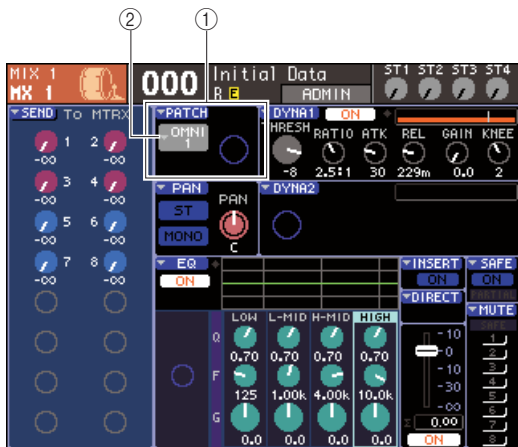 ② ①
MIX 1
MX 1
000
Initial Data
R E ADMIN
ST1 ST2 ST3 ST4
SEND To MTRX
1 2
-∞ -∞
3 4
-∞ -∞
5 6
-∞ -∞
7 8
-∞ -∞
PATCH
OMNI
1
DYNA1 ON
THRESH RATIO ATK REL GAIN KNEE
-8 2.5:1 30 229m 0.0 2
PAN
ST
MONO
PAN
C
DYNA2
EQ
ON
LOW L-MID H-MID HIGH
Q
0.70 0.70 0.70 0.70
F
125 1.00k 4.00k 10.0k
G
0.0 0.0 0.0 0.0
INSERT
ON
DIRECT
10
0
-10
-30
-∞
0.00
ON
SAFE
ON
PARTIAL
MUTE
SAFE
1
2
3
4
5
6
7
8